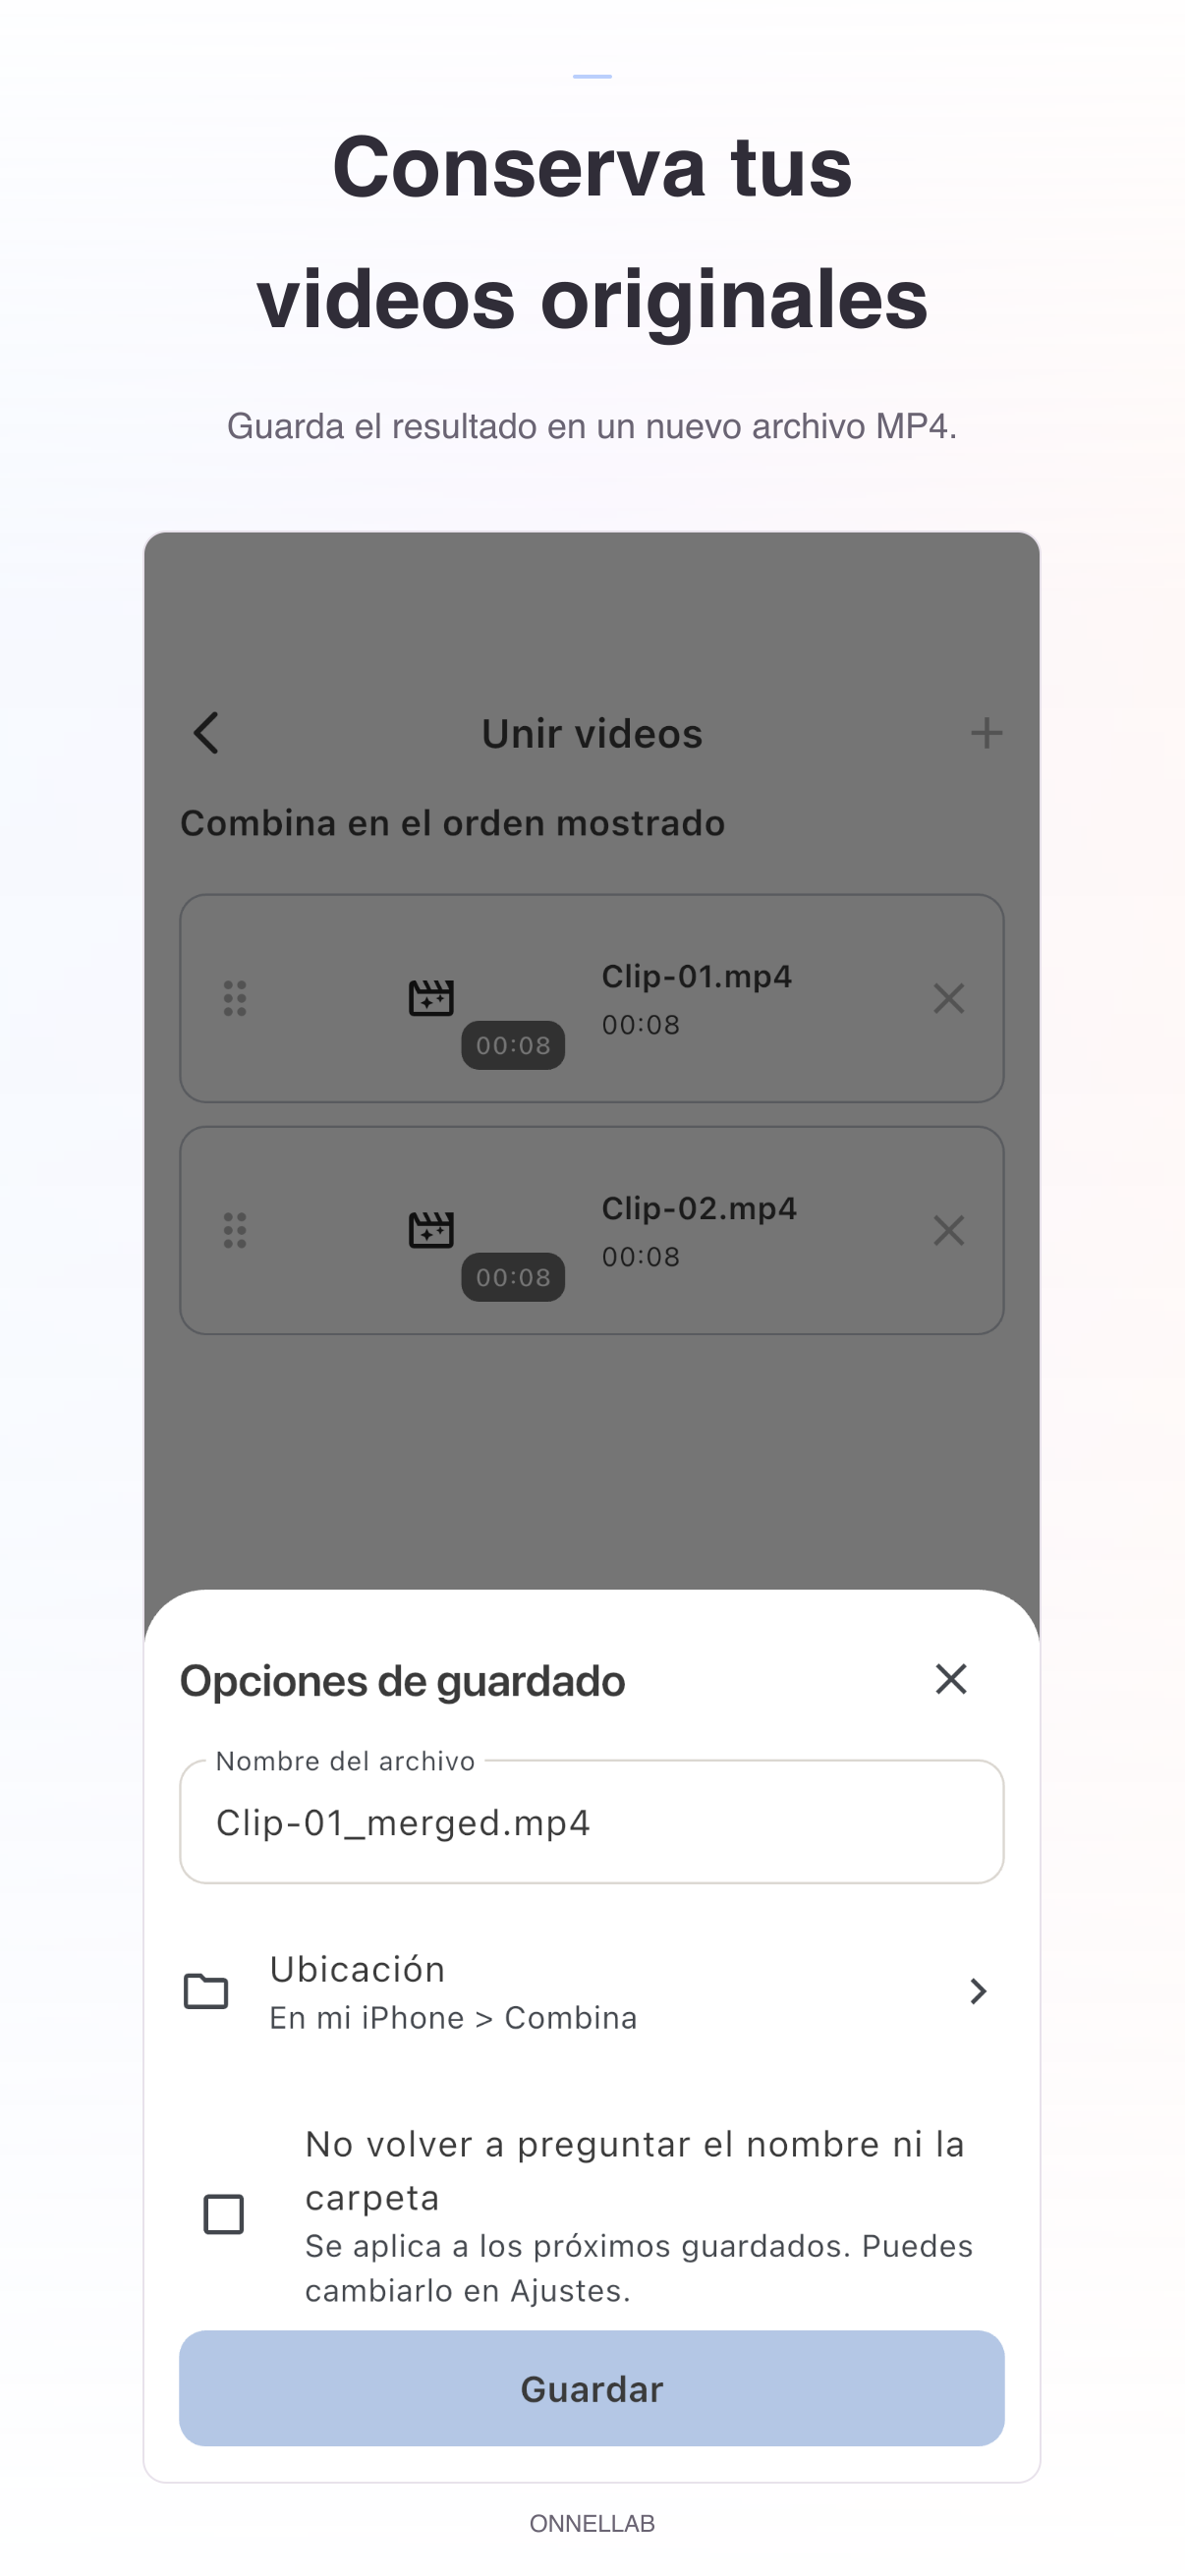 Conserva tus
videos originales
Guarda el resultado en un nuevo archivo MP4.
Unir videos
Combina en el orden mostrado
Clip-01.mp4
00:08
00:08
Clip-02.mp4
00:08
00:08
Opciones de guardado
Nombre del archivo
Clip-01_merged.mp4
Ubicación
En mi iPhone > Combina
No volver a preguntar el nombre ni la
carpeta
Se aplica a los próximos guardados. Puedes
cambiarlo en Ajustes.
Guardar
ONNELLAB